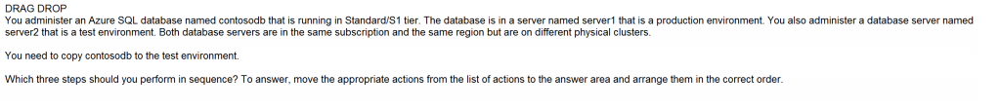 DRAG DROP
You administer an Azure SQL database named contosodb that is running in Standard/S1 tier. The database is in a server named server1 that is a production environment. You also administer a database server named
server2 that is a test environment. Both database servers are in the same subscription and the same region but are on different physical clusters.
You need to copy contosodb to the test environment.
Which three steps should you perform in sequence? To answer, move the appropriate actions from the list of actions to the answer area and arrange them in the correct order.